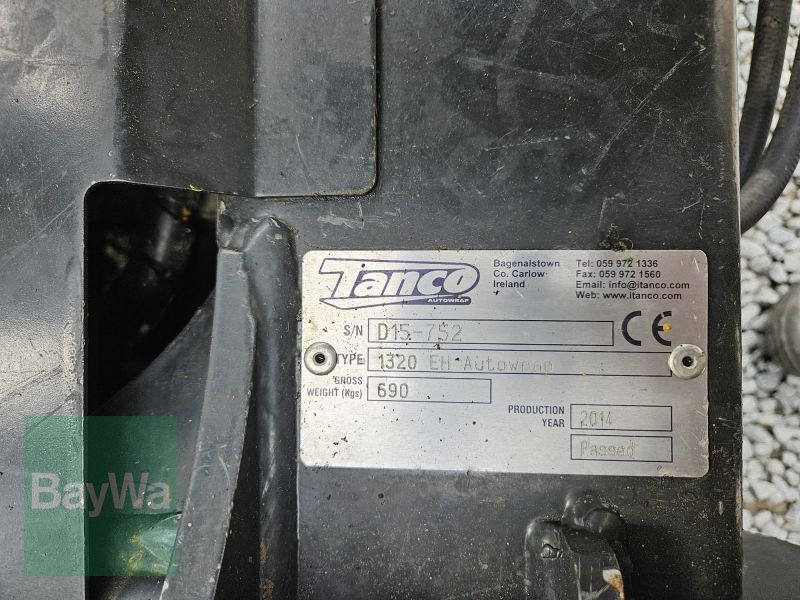 Tanco
AUTOWRAP
Bagenalstown
Co. Carlow
Ireland
Tel: 059 972 1336
Fax: 059 972 1560
Email: info@itanco.com
Web: www.itanco.com
S/N D15-752
CE
TYPE 1320 EH Autowrap
GROSS
WEIGHT (Kgs) 690
PRODUCTION
YEAR 2014
Passed
BayWa